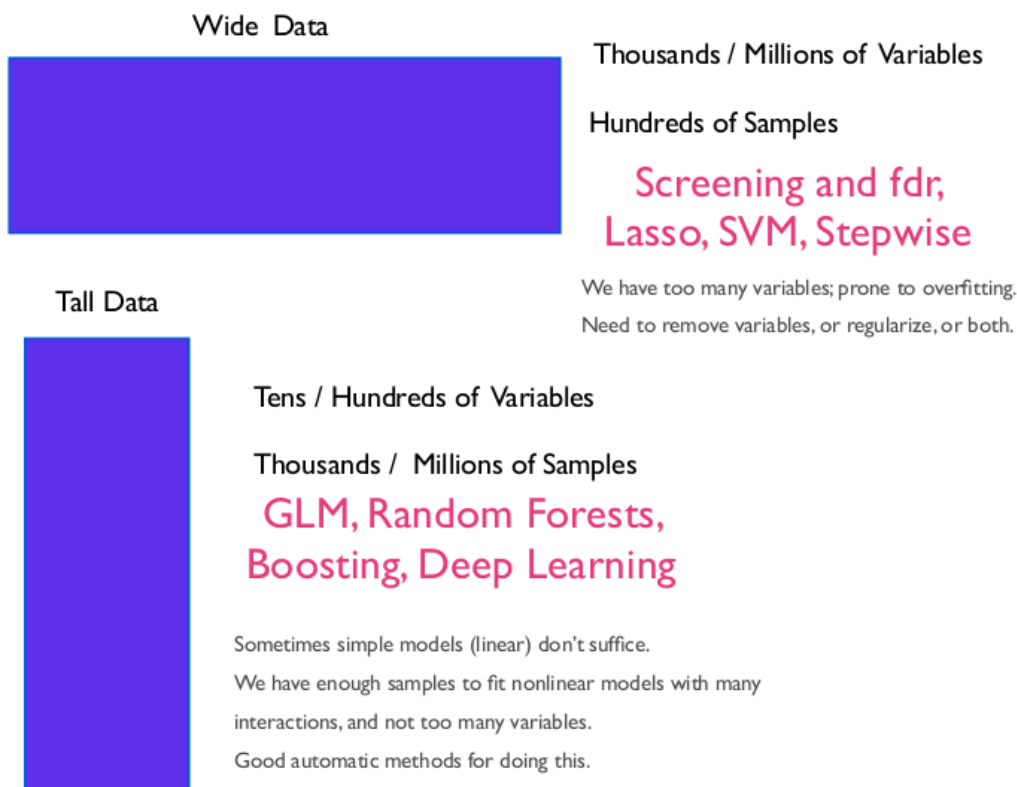 Wide Data
Thousands / Millions of Variables
Hundreds of Samples
Screening and fdr,
Lasso, SVM, Stepwise
We have too many variables; prone to overfitting.
Need to remove variables, or regularize, or both.
Tall Data
Tens / Hundreds of Variables
Thousands / Millions of Samples
GLM, Random Forests,
Boosting, Deep Learning
Sometimes simple models (linear) don't suffice.
We have enough samples to fit nonlinear models with many
interactions, and not too many variables.
Good automatic methods for doing this.